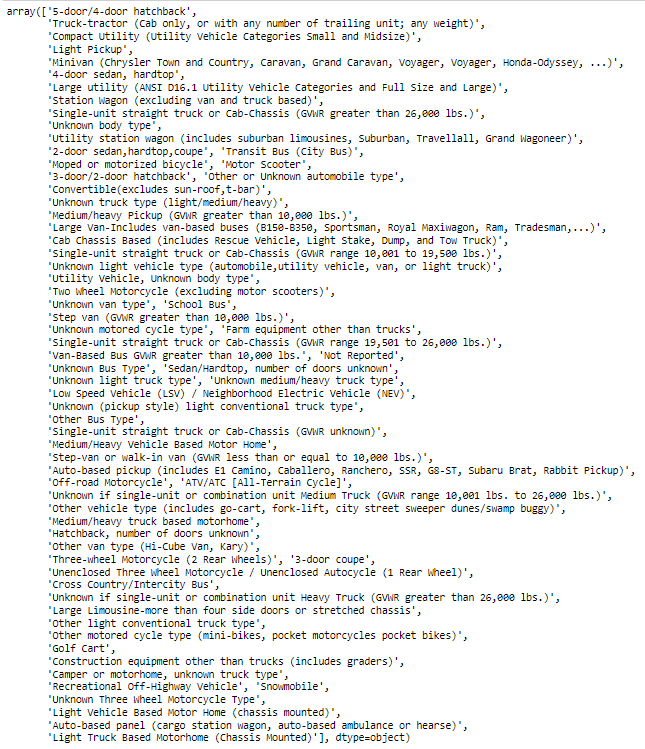 array(['5-door/4-door hatchback',
'Truck-tractor (Cab only, or with any number of trailing unit; any weight)',
'Compact Utility (Utility Vehicle Categories Small and Midsize)',
'Light Pickup',
'Minivan (Chrysler Town and Country, Caravan, Grand Caravan, Voyager, Voyager, Honda-Odyssey, ...)',
'4-door sedan, hardtop',
'Large utility (ANSI D16.1 Utility Vehicle Categories and Full Size and Large)',
'Station Wagon (excluding van and truck based)',
'Single-unit straight truck or Cab-Chassis (GVWR greater than 26,000 lbs.)',
'Unknown body type',
'Utility station wagon (includes suburban limousines, Suburban, Travellall, Grand Wagoneer)',
'2-door sedan,hardtop,coupe', 'Transit Bus (City Bus)',
'Moped or motorized bicycle', 'Motor Scooter',
'3-door/2-door hatchback', 'Other or Unknown automobile type',
'Convertible(excludes sun-roof,t-bar)',
'Unknown truck type (light/medium/heavy)',
'Medium/heavy Pickup (GVWR greater than 10,000 lbs.)',
'Large Van-Includes van-based buses (B150-B350, Sportsman, Royal Maxiwagon, Ram, Tradesman,...)',
'Cab Chassis Based (includes Rescue Vehicle, Light Stake, Dump, and Tow Truck)',
'Single-unit straight truck or Cab-Chassis (GVWR range 10,001 to 19,500 lbs.)',
'Unknown light vehicle type (automobile,utility vehicle, van, or light truck)',
'Utility Vehicle, Unknown body type',
'Two Wheel Motorcycle (excluding motor scooters)',
'Unknown van type', 'School Bus',
'Step van (GVWR greater than 10,000 lbs.)',
'Unknown motored cycle type', 'Farm equipment other than trucks',
'Single-unit straight truck or Cab-Chassis (GVWR range 19,501 to 26,000 lbs.)',
'Van-Based Bus GVWR greater than 10,000 lbs.', 'Not Reported',
'Unknown Bus Type', 'Sedan/Hardtop, number of doors unknown',
'Unknown light truck type', 'Unknown medium/heavy truck type',
'Low Speed Vehicle (LSV) / Neighborhood Electric Vehicle (NEV)',
'Unknown (pickup style) light conventional truck type',
'Other Bus Type',
'Single-unit straight truck or Cab-Chassis (GVWR unknown)',
'Medium/Heavy Vehicle Based Motor Home',
'Step-van or walk-in van (GVWR less than or equal to 10,000 lbs.)',
'Auto-based pickup (includes E1 Camino, Caballero, Ranchero, SSR, G8-ST, Subaru Brat, Rabbit Pickup)',
'Off-road Motorcycle', 'ATV/ATC [All-Terrain Cycle]',
'Unknown if single-unit or combination unit Medium Truck (GVWR range 10,001 lbs. to 26,000 lbs.)',
'Other vehicle type (includes go-cart, fork-lift, city street sweeper dunes/swamp buggy)',
'Medium/heavy truck based motorhome',
'Hatchback, number of doors unknown',
'Other van type (Hi-Cube Van, Kary)',
'Three-wheel Motorcycle (2 Rear Wheels)', '3-door coupe',
'Unenclosed Three Wheel Motorcycle / Unenclosed Autocycle (1 Rear Wheel)',
'Cross Country/Intercity Bus',
'Unknown if single-unit or combination unit Heavy Truck (GVWR greater than 26,000 lbs.)',
'Large Limousine-more than four side doors or stretched chassis',
'Other light conventional truck type',
'Other motored cycle type (mini-bikes, pocket motorcycles pocket bikes)',
'Golf Cart',
'Construction equipment other than trucks (includes graders)',
'Camper or motorhome, unknown truck type',
'Recreational Off-Highway Vehicle', 'Snowmobile',
'Unknown Three Wheel Motorcycle Type',
'Light Vehicle Based Motor Home (chassis mounted)',
'Auto-based panel (cargo station wagon, auto-based ambulance or hearse)',
'Light Truck Based Motorhome (Chassis Mounted)'], dtype=object)